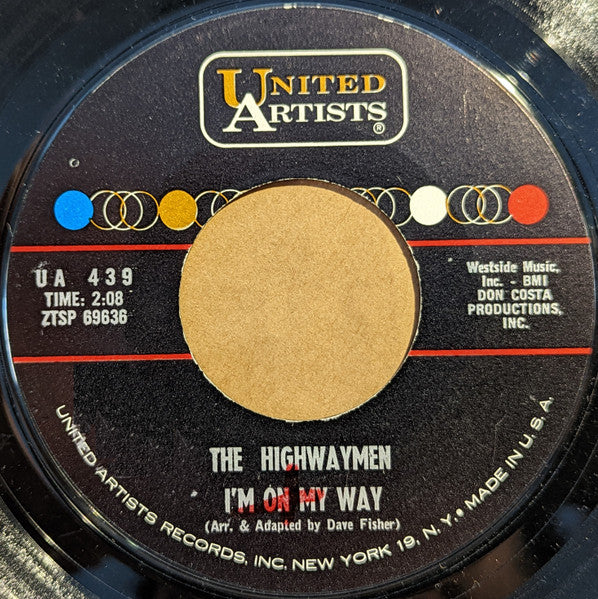 UNITED
ARTISTS
®
UA 439
TIME: 2:08
ZTSP 69636
Westside Music,
Inc. - BMI
DON COSTA
PRODUCTIONS,
INC.
THE HIGHWAYMEN
I'M ON MY WAY
(Arr. & Adapted by Dave Fisher)
UNITED ARTISTS RECORDS, INC. NEW YORK 19, N.Y. • MADE IN U.S.A.